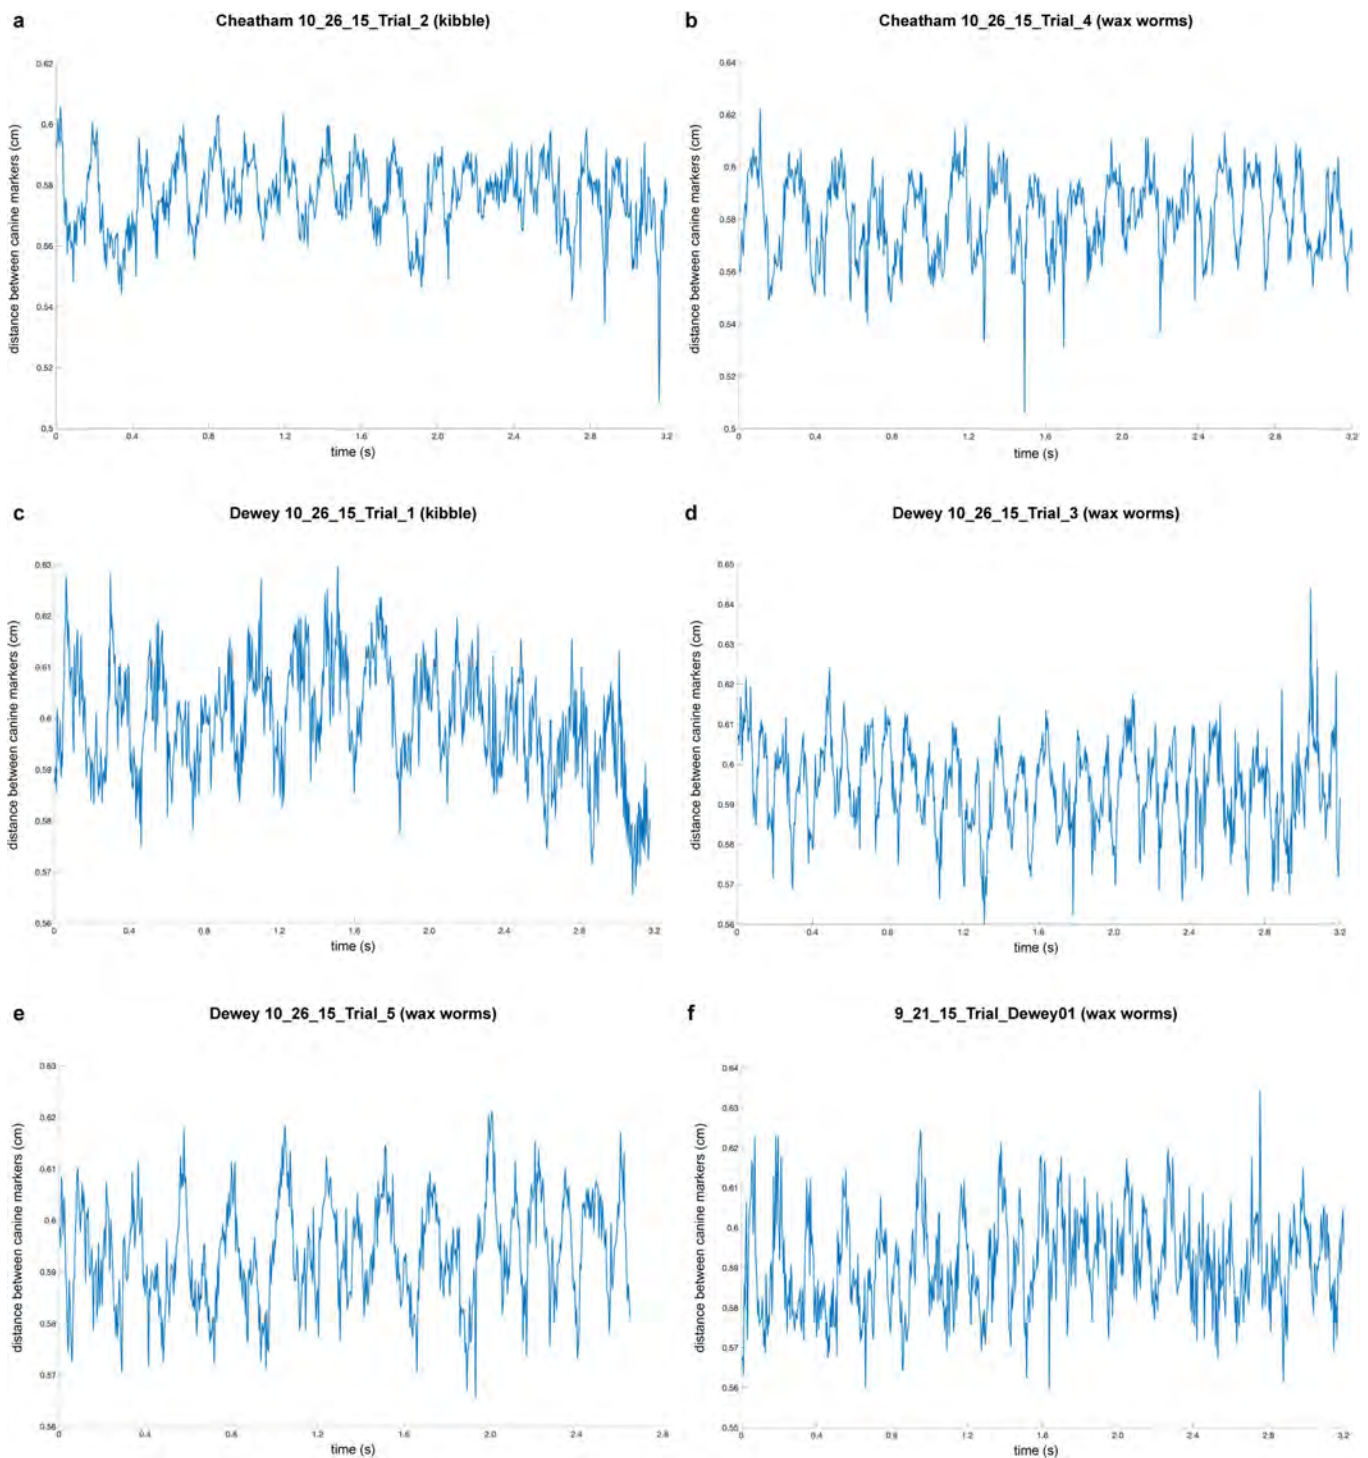 a
Cheatham 10_26_15_Trial_2 (kibble)
distance between canine markers (cm)
0.62
0.6
0.58
0.56
0.54
0.52
0.5
0 0.4 0.8 1.2 1.6 2.0 2.4 2.8 3.2
time (s)
b
Cheatham 10_26_15_Trial_4 (wax worms)
distance between canine markers (cm)
0.64
0.62
0.6
0.58
0.56
0.54
0.52
0.5
0 0.4 0.8 1.2 1.6 2.0 2.4 2.8 3.2
time (s)
c
Dewey 10_26_15_Trial_1 (kibble)
distance between canine markers (cm)
0.63
0.62
0.61
0.6
0.59
0.58
0.57
0.56
0 0.4 0.8 1.2 1.6 2.0 2.4 2.8 3.2
time (s)
d
Dewey 10_26_15_Trial_3 (wax worms)
distance between canine markers (cm)
0.65
0.64
0.63
0.62
0.61
0.6
0.59
0.58
0.57
0.56
0 0.4 0.8 1.2 1.6 2.0 2.4 2.8 3.2
time (s)
e
Dewey 10_26_15_Trial_5 (wax worms)
distance between canine markers (cm)
0.63
0.62
0.61
0.6
0.59
0.58
0.57
0.56
0 0.4 0.8 1.2 1.6 2.0 2.4 2.6 2.8
time (s)
f
9_21_15_Trial_Dewey01 (wax worms)
distance between canine markers (cm)
0.64
0.63
0.62
0.61
0.6
0.59
0.58
0.57
0.56
0.55
0 0.4 0.8 1.2 1.6 2.0 2.4 2.8 3.2
time (s)